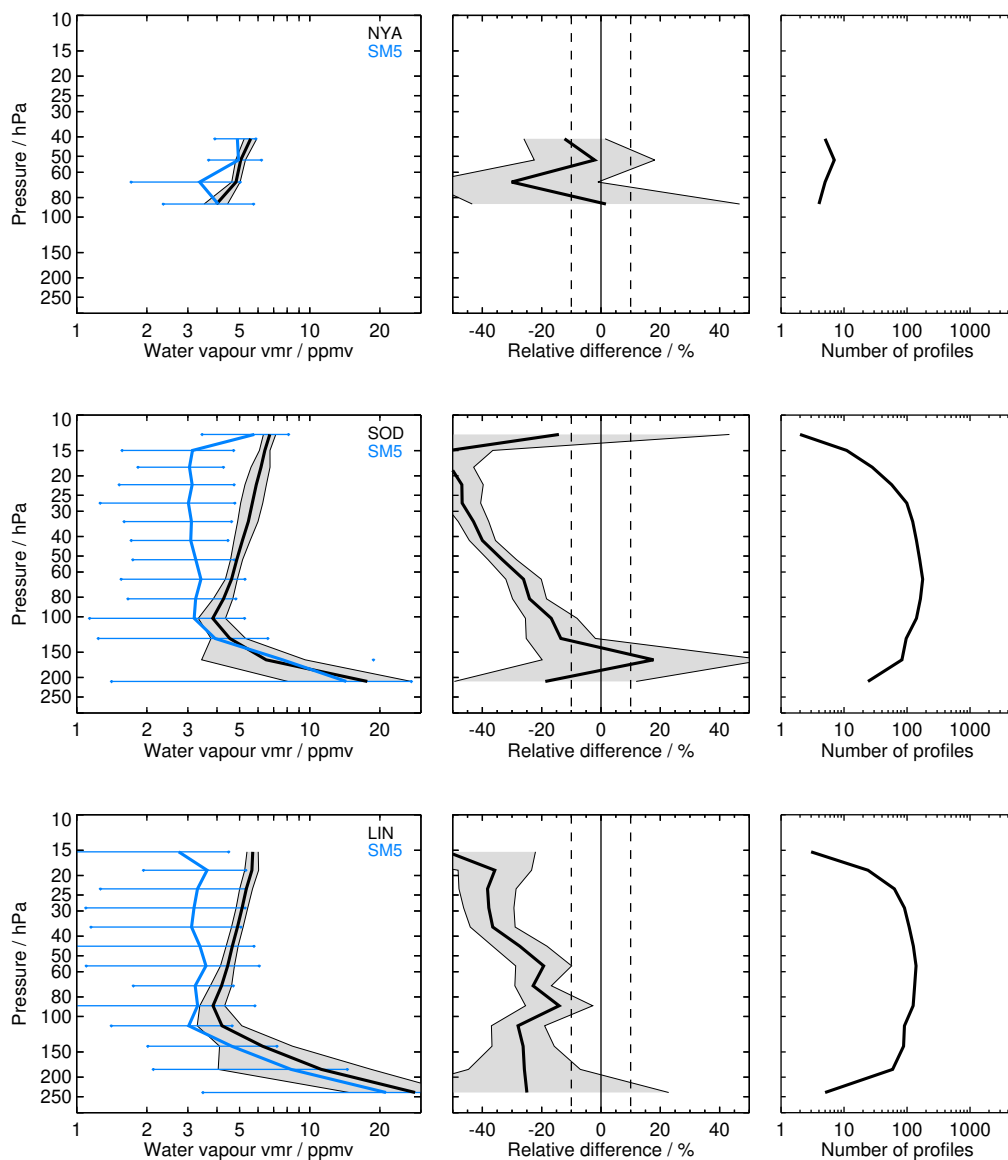 10
15
20
25
30
40
50
60
80
100
150
200
250
Pressure / hPa
NYA
SM5
1 2 3 5 10 20
Water vapour vmr / ppmv
-40 -20 0 20 40
Relative difference / %
1 10 100 1000
Number of profiles
10
15
20
25
30
40
50
60
80
100
150
200
250
Pressure / hPa
SOD
SM5
1 2 3 5 10 20
Water vapour vmr / ppmv
-40 -20 0 20 40
Relative difference / %
1 10 100 1000
Number of profiles
10
15
20
25
30
40
50
60
80
100
150
200
250
Pressure / hPa
LIN
SM5
1 2 3 5 10 20
Water vapour vmr / ppmv
-40 -20 0 20 40
Relative difference / %
1 10 100 1000
Number of profiles